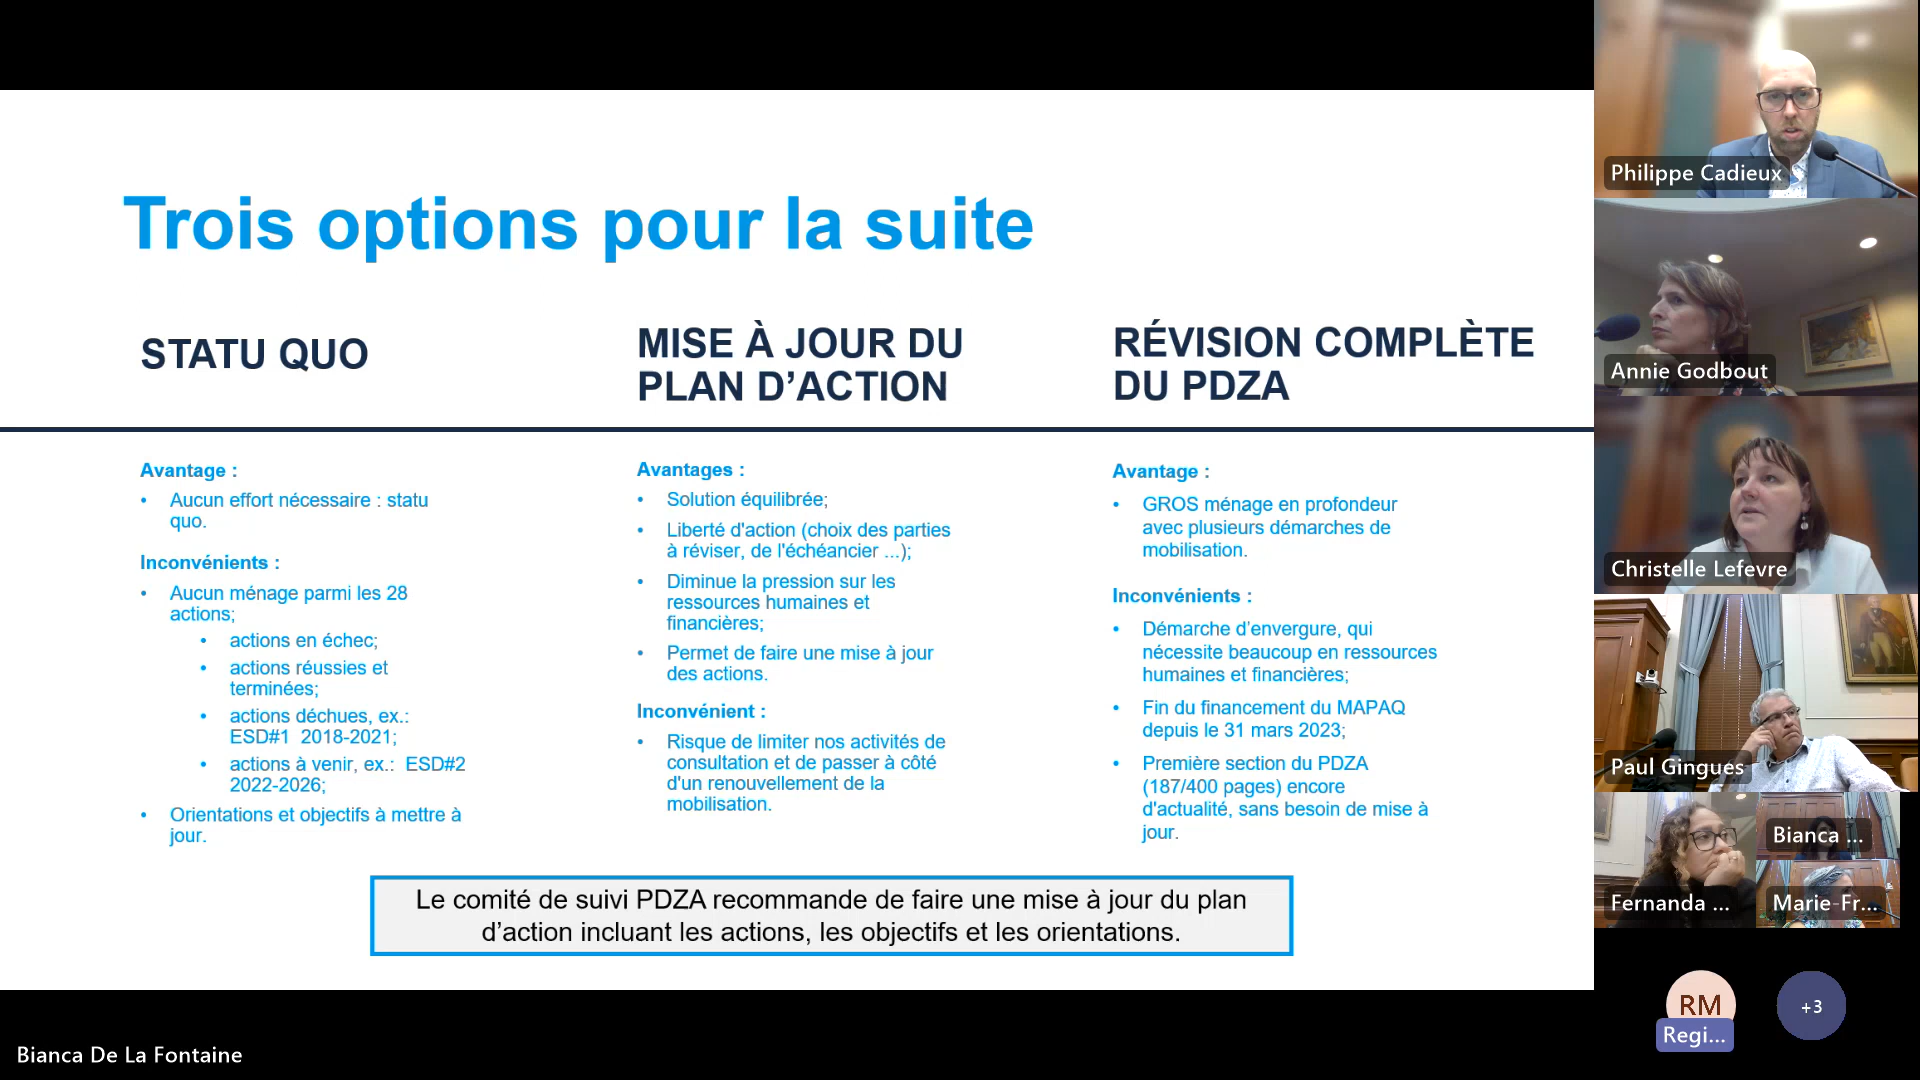 Trois options pour la suite
STATU QUO
Avantage :
• Aucun effort nécessaire : statu
quo.
Inconvénients :
• Aucun ménage parmi les 28
actions;
• actions en échec;
• actions réussies et
terminées;
• actions déchues, ex.:
ESD#1 2018-2021;
• actions à venir, ex.: ESD#2
2022-2026;
• Orientations et objectifs à mettre à
jour.
MISE À JOUR DU
PLAN D’ACTION
Avantages :
• Solution équilibrée;
• Liberté d'action (choix des parties
à réviser, de l'échéancier ...);
• Diminue la pression sur les
ressources humaines et
financières;
• Permet de faire une mise à jour
des actions.
Inconvénient :
• Risque de limiter nos activités de
consultation et de passer à côté
d'un renouvellement de la
mobilisation.
RÉVISION COMPLÈTE
DU PDZA
Avantage :
• GROS ménage en profondeur
avec plusieurs démarches de
mobilisation.
Inconvénients :
• Démarche d’envergure, qui
nécessite beaucoup en ressources
humaines et financières;
• Fin du financement du MAPAQ
depuis le 31 mars 2023;
• Première section du PDZA
(187/400 pages) encore
d'actualité, sans besoin de mise à
jour.
Le comité de suivi PDZA recommande de faire une mise à jour du plan
d’action incluant les actions, les objectifs et les orientations.
Philippe Cadieux
Annie Godbout
Christelle Lefevre
Paul Gingues
Fernanda ...
Bianca ...
Marie-Fr...
RM
Regi...
+3
Bianca De La Fontaine